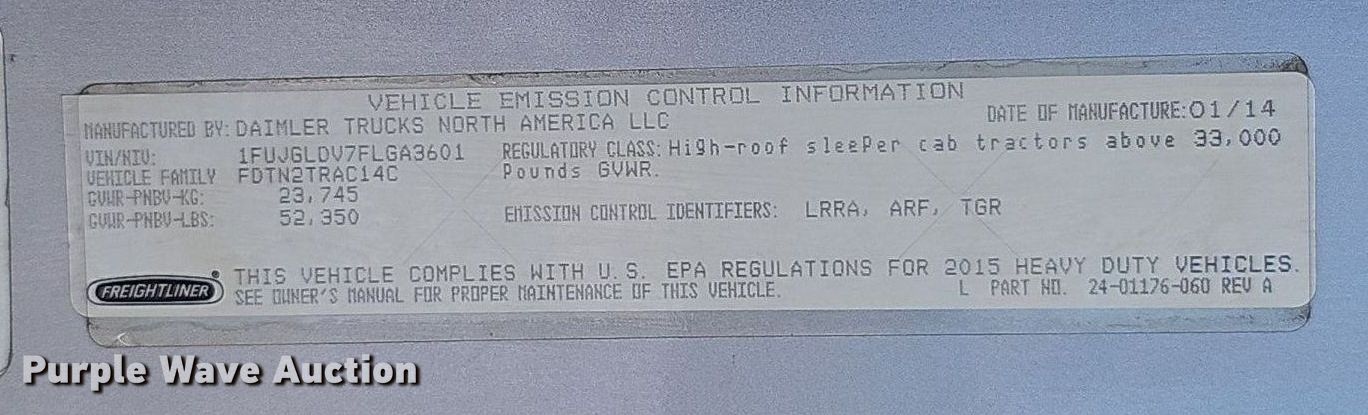 VEHICLE EMISSION CONTROL INFORMATION
MANUFACTURED BY: DAIMLER TRUCKS NORTH AMERICA LLC
DATE OF MANUFACTURE: 01/14
VIN/NIV: 1FUJGLDV7FLGA3601
REGULATORY CLASS: High-roof sleeper cab tractors above 33,000
VEHICLE FAMILY FDTN2TRAC14C
Pounds GVWR.
GVWR-PNBV-KG: 23,745
GVWR-PNBV-LBS: 52,350
EMISSION CONTROL IDENTIFIERS: LRRA, ARF, TGR
FREIGHTLINER
THIS VEHICLE COMPLIES WITH U.S. EPA REGULATIONS FOR 2015 HEAVY DUTY VEHICLES.
SEE OWNER'S MANUAL FOR PROPER MAINTENANCE OF THIS VEHICLE.
L PART NO. 24-01176-060 REV A
Purple Wave Auction